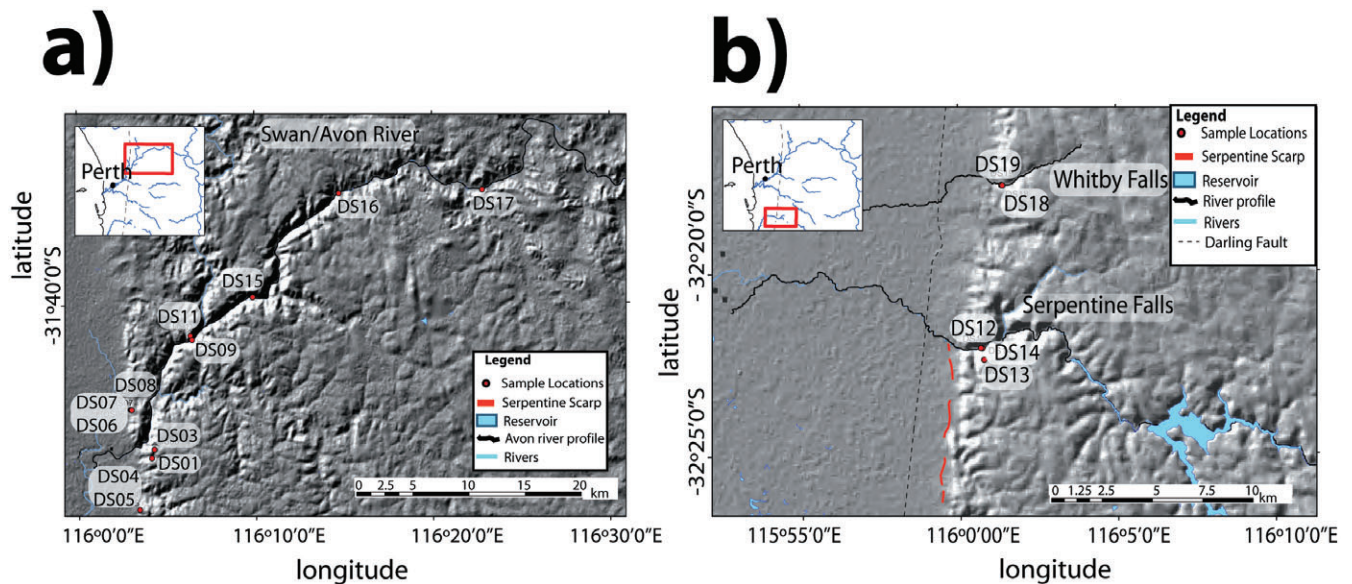 a)
Swan/Avon River
Perth
DS16
DS17
DS15
DS11
DS09
DS08
DS07
DS06
DS03
DS01
DS04
DS05
latitude
-31°40'0"S
Legend
Sample Locations
Serpentine Scarp
Reservoir
Avon river profile
Rivers
0 2.5 5 10 15 20
km
116°0'0"E 116°10'0"E 116°20'0"E 116°30'0"E
longitude
b)
Perth
DS19
Whitby Falls
DS18
Legend
Sample Locations
Serpentine Scarp
Reservoir
River profile
Rivers
Darling Fault
Serpentine Falls
DS12
DS14
DS13
latitude
-32°20'0"S
-32°25'0"S
0 1.25 2.5 5 7.5 10
km
115°55'0"E 116°0'0"E 116°5'0"E 116°10'0"E
longitude